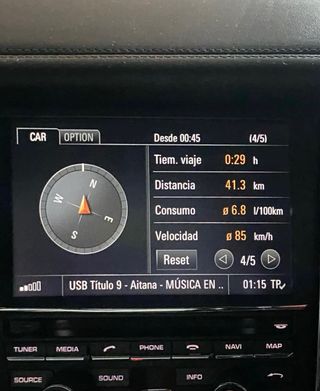 CAR OPTION Desde 00:45 (4/5)
Tiem. viaje 0:29 h
Distancia 41.3 km
Consumo ø 6.8 l/100km
Velocidad ø 85 km/h
Reset 4/5
N
W
E
S
USB Título 9 - Aitana - MÚSICA EN .. 01:15 TP
TUNER MEDIA PHONE NAVI MAP
SOURCE SOUND INFO